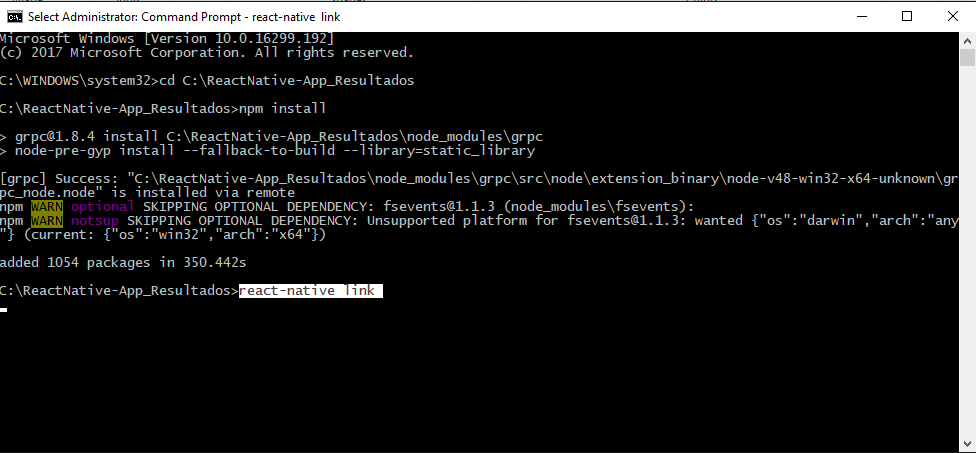 Select Administrator: Command Prompt - react-native link
Microsoft Windows [Version 10.0.16299.192]
(c) 2017 Microsoft Corporation. All rights reserved.
C:\WINDOWS\system32>cd C:\ReactNative-App_Resultados
C:\ReactNative-App_Resultados>npm install
> grpc@1.8.4 install C:\ReactNative-App_Resultados\node_modules\grpc
> node-pre-gyp install --fallback-to-build --library=static_library
[grpc] Success: "C:\ReactNative-App_Resultados\node_modules\grpc\src\node\extension_binary\node-v48-win32-x64-unknown\gr
pc_node.node" is installed via remote
npm WARN optional SKIPPING OPTIONAL DEPENDENCY: fsevents@1.1.3 (node_modules\fsevents):
npm WARN notsup SKIPPING OPTIONAL DEPENDENCY: Unsupported platform for fsevents@1.1.3: wanted {"os":"darwin","arch":"any
"} (current: {"os":"win32","arch":"x64"})
added 1054 packages in 350.442s
C:\ReactNative-App_Resultados>react-native link